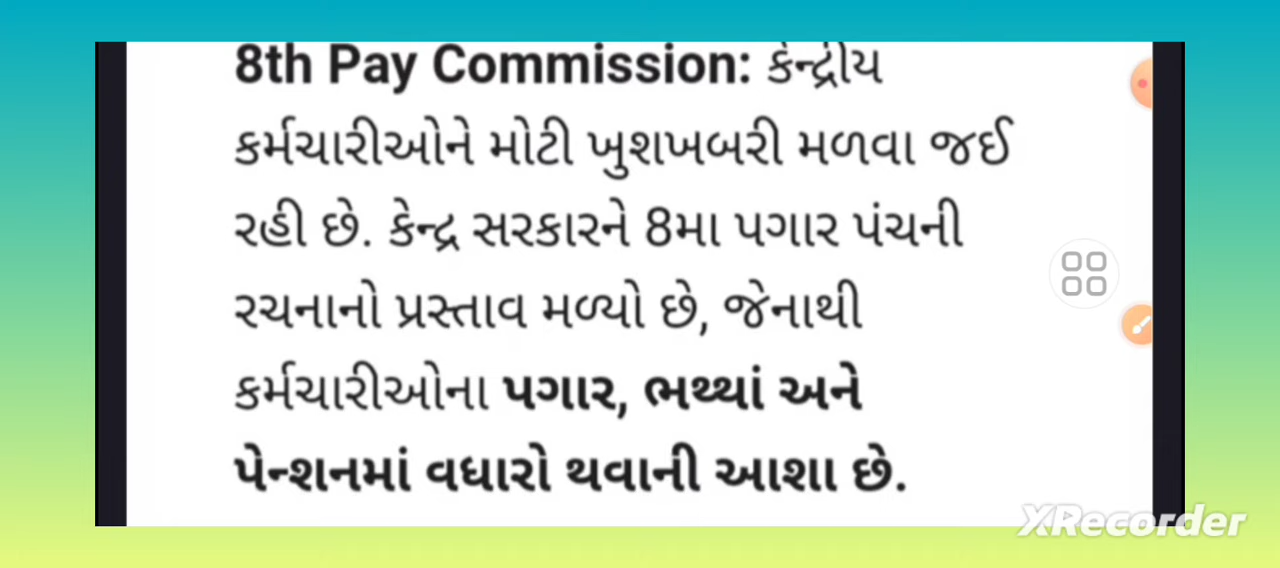 8th Pay Commission: કેન્દ્રીય
કર્મચારીઓને મોટી ખુશખબરી મળવા જઈ
રહી છે. કેન્દ્ર સરકારને 8મા પગાર પંચની
રચનાનો પ્રસ્તાવ મળ્યો છે, જેનાથી
કર્મચારીઓના પગાર, ભથ્થાં અને
પેન્શનમાં વધારો થવાની આશા છે.
XRecorder